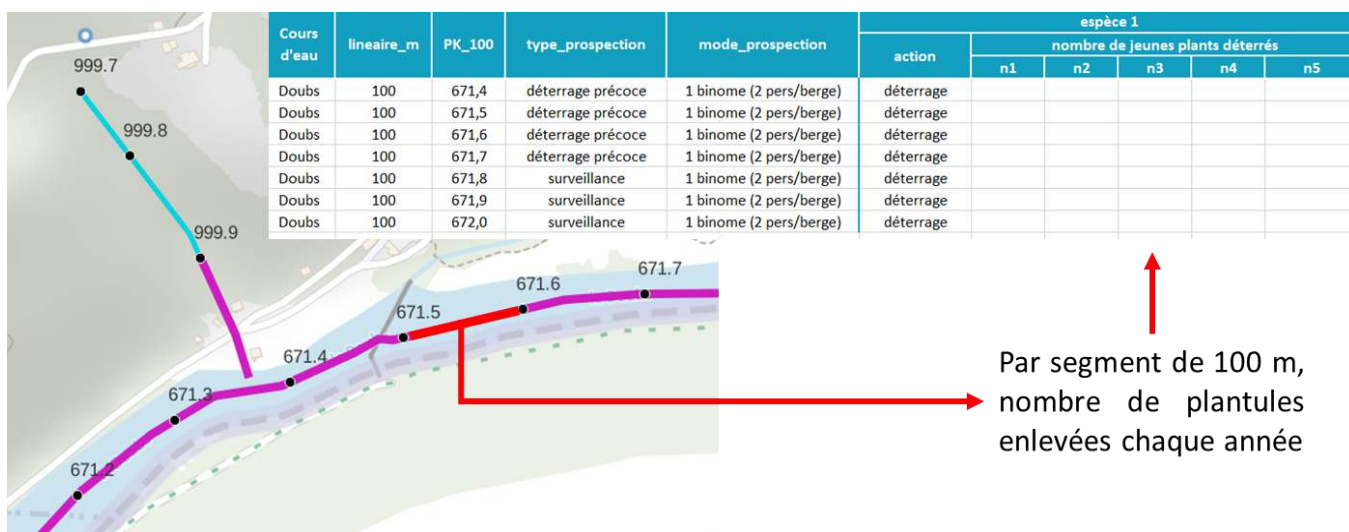 espèce 1
Cours d'eau lineaire_m PK_100 type_prospection mode_prospection action nombre de jeunes plants déterrés
n1 n2 n3 n4 n5
Doubs 100 671,4 déterrage précoce 1 binome (2 pers/berge) déterrage
Doubs 100 671,5 déterrage précoce 1 binome (2 pers/berge) déterrage
Doubs 100 671,6 déterrage précoce 1 binome (2 pers/berge) déterrage
Doubs 100 671,7 déterrage précoce 1 binome (2 pers/berge) déterrage
Doubs 100 671,8 surveillance 1 binome (2 pers/berge) déterrage
Doubs 100 671,9 surveillance 1 binome (2 pers/berge) déterrage
Doubs 100 672,0 surveillance 1 binome (2 pers/berge) déterrage
999.7
999.8
999.9
671.7
671.6
671.5
671.4
671.3
671.2
Par segment de 100 m,
nombre de plantules
enlevées chaque année